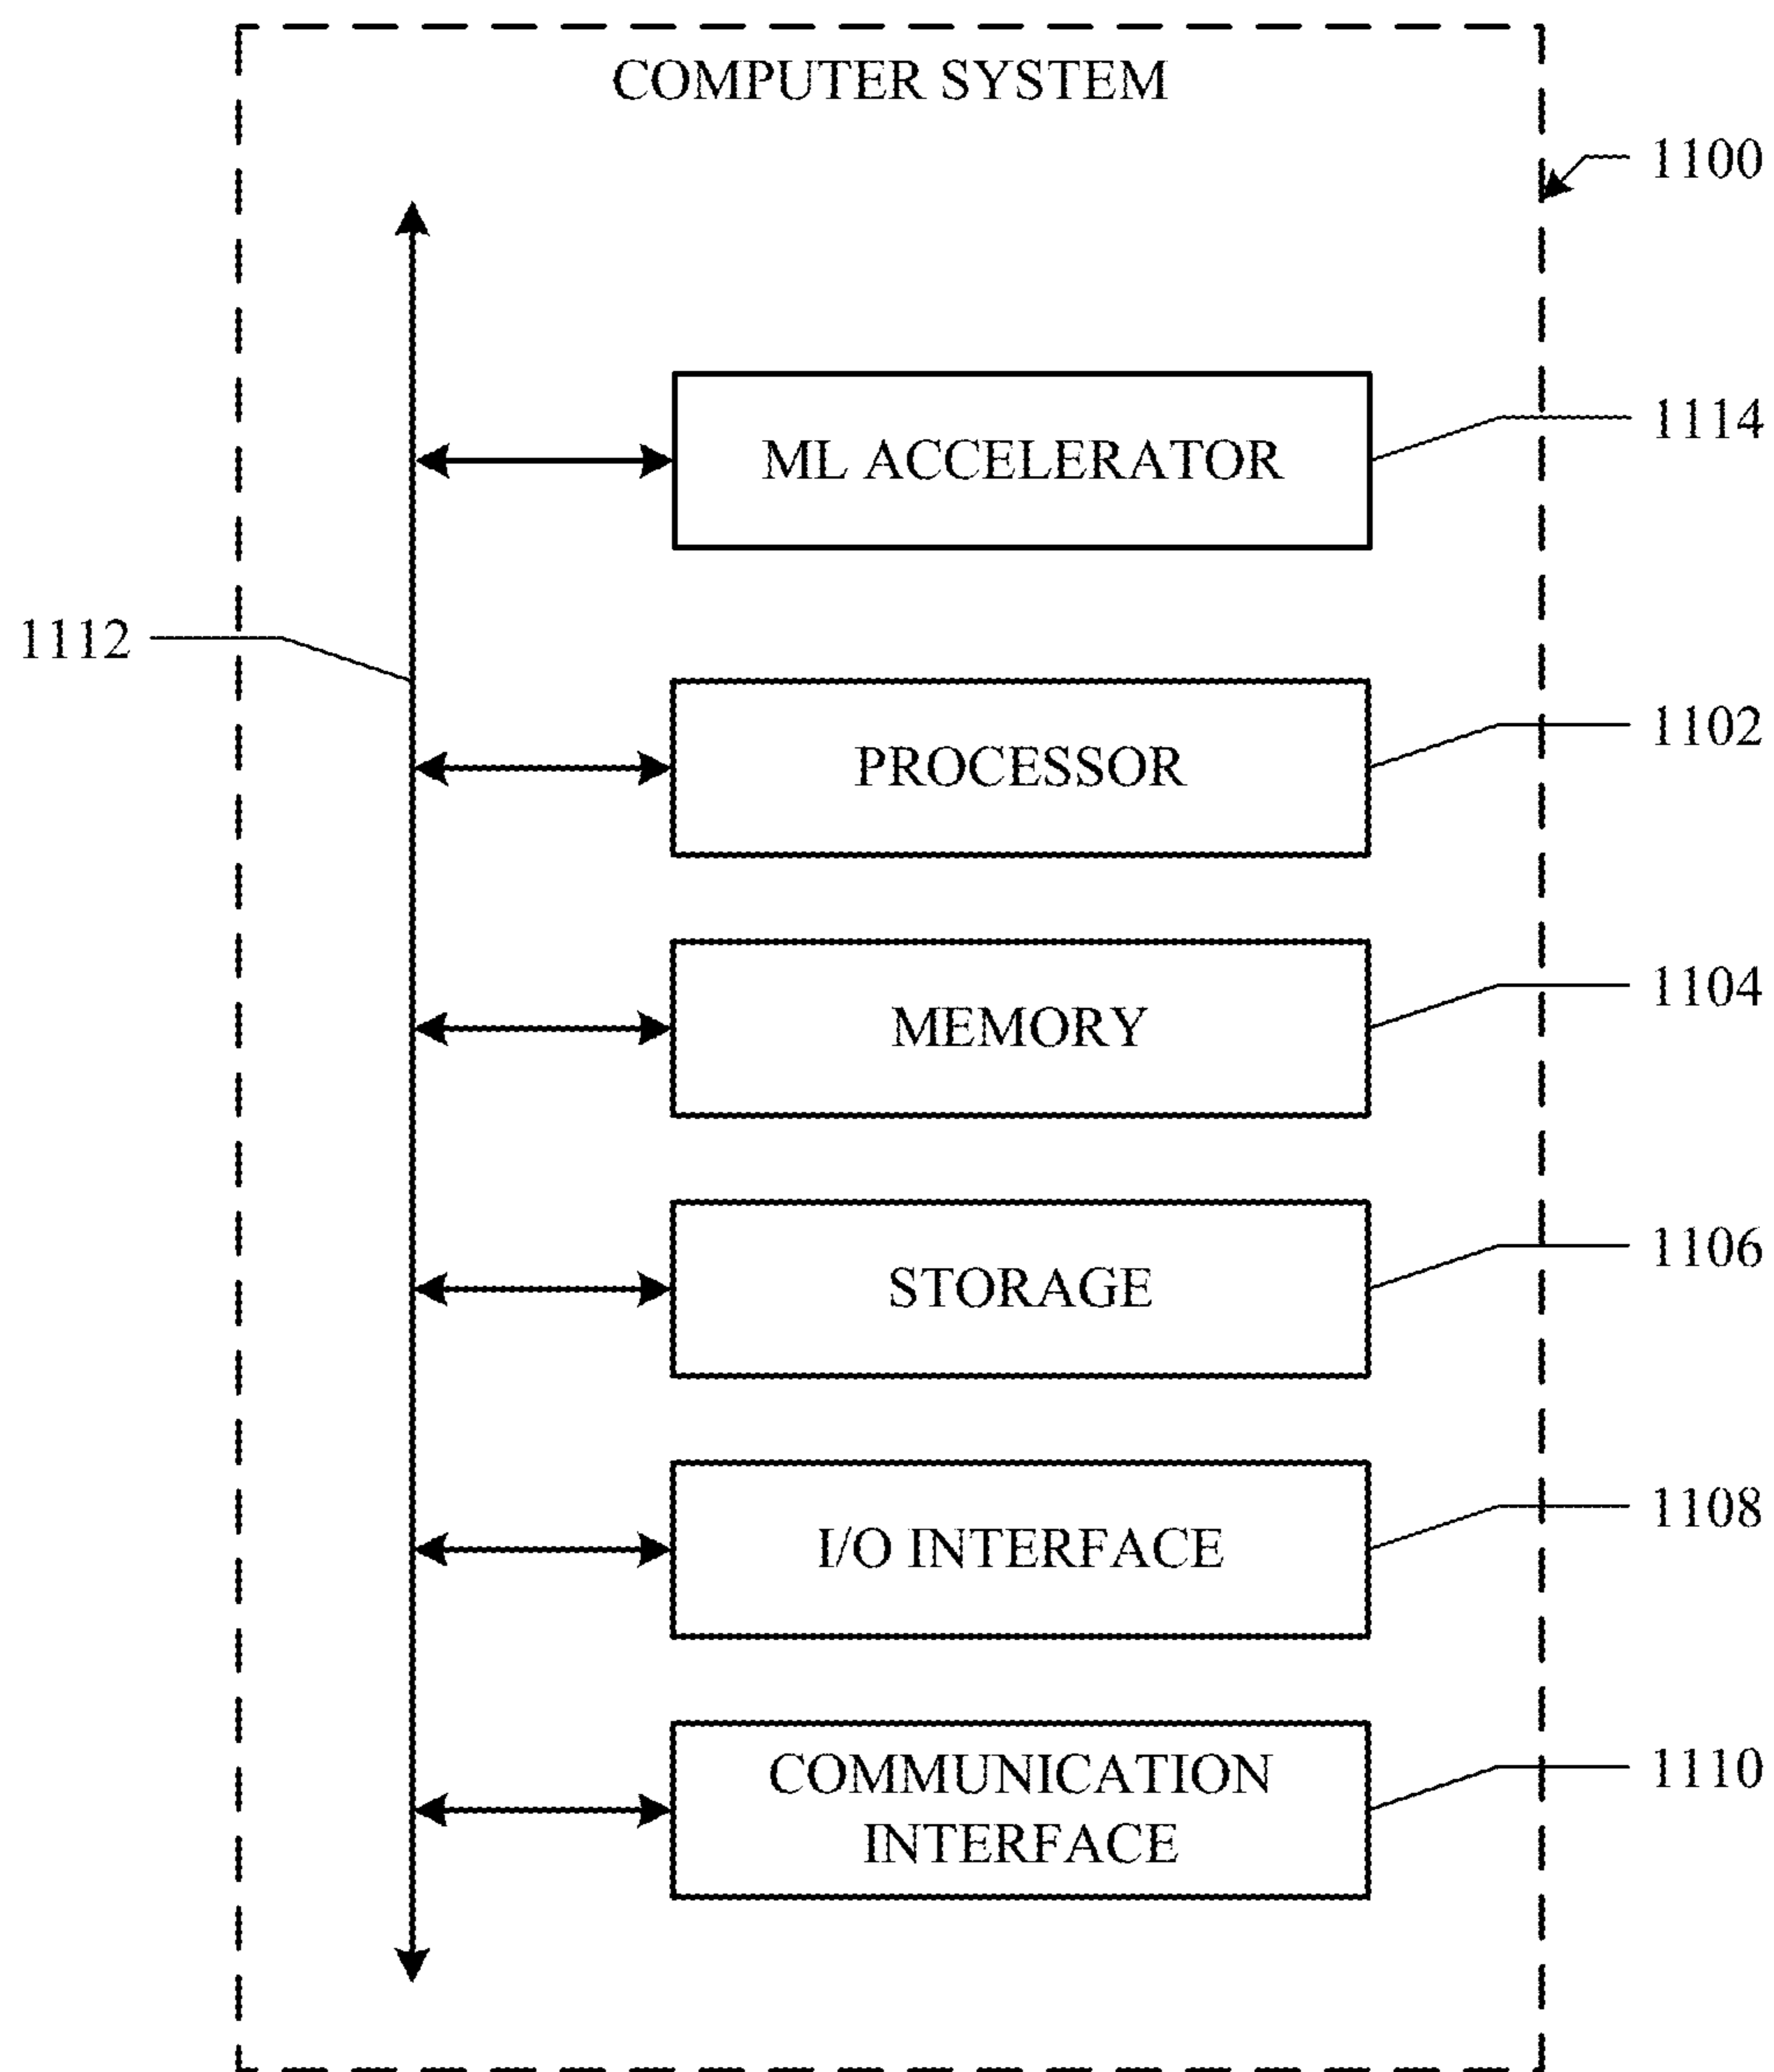 COMPUTER SYSTEM
1100
ML ACCELERATOR
1114
1112
PROCESSOR
1102
MEMORY
1104
STORAGE
1106
I/O INTERFACE
1108
COMMUNICATION
INTERFACE
1110